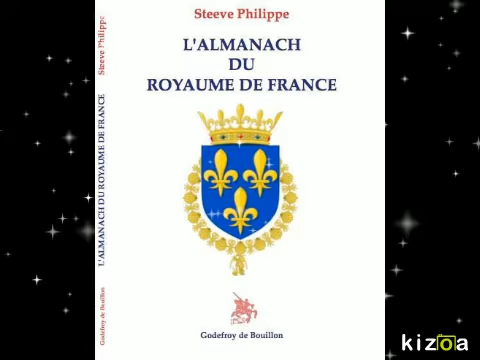 Steeve Philippe
L'ALMANACH
DU
ROYAUME DE FRANCE
Godefroy de Bouillon
Steeve Philippe
L'ALMANACH DU ROYAUME DE FRANCE
Godefroy de Bouillon
kizoa